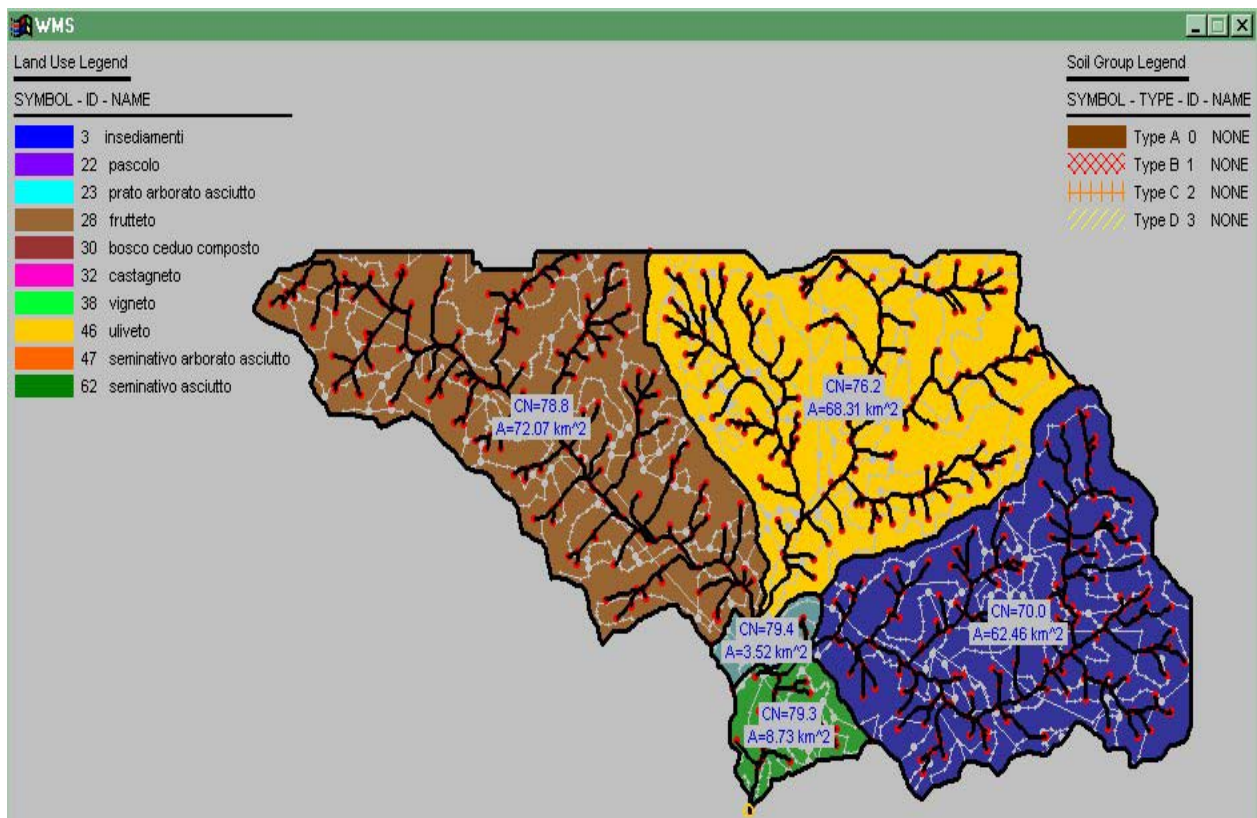 WMS
Land Use Legend
SYMBOL - ID - NAME
3 insediamenti
22 pascolo
23 prato arborato asciutto
28 frutteto
30 bosco ceduo composto
32 castagneto
38 vigneto
46 uliveto
47 seminativo arborato asciutto
62 seminativo asciutto
Soil Group Legend
SYMBOL - TYPE - ID - NAME
Type A 0 NONE
Type B 1 NONE
Type C 2 NONE
Type D 3 NONE
CN=76.2
A=68.31 km^2
CN=78.8
A=72.07 km^2
CN=70.0
A=62.46 km^2
CN=79.4
A=3.52 km^2
CN=79.3
A=8.73 km^2